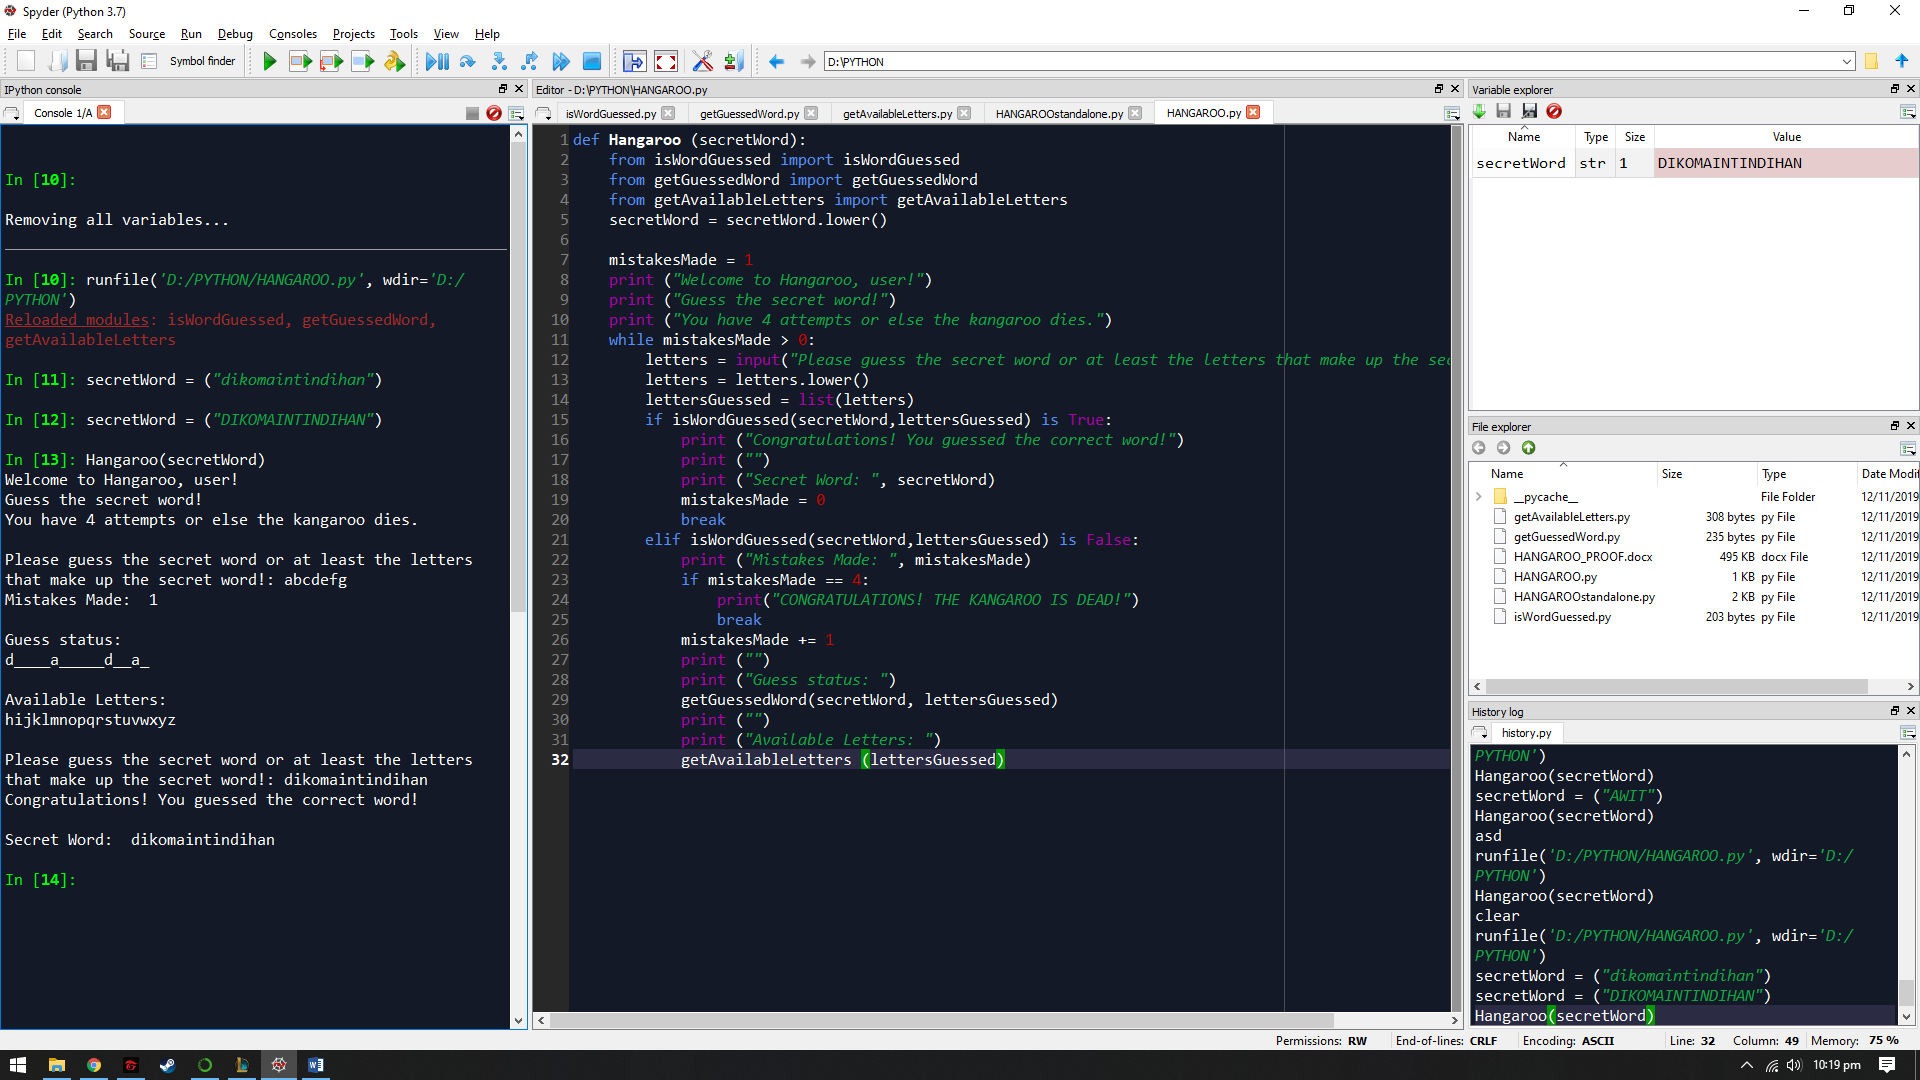 Spyder (Python 3.7)
File Edit Search Source Run Debug Consoles Projects Tools View Help
Symbol finder
D:\PYTHON
IPython console
Console 1/A
In [10]:
Removing all variables...
In [10]: runfile('D:/PYTHON/HANGAROO.py', wdir='D:/
PYTHON')
Reloaded modules: isWordGuessed, getGuessedWord,
getAvailableLetters
In [11]: secretWord = ("dikomaintindihan")
In [12]: secretWord = ("DIKOMAINTINDIHAN")
In [13]: Hangaroo(secretWord)
Welcome to Hangaroo, user!
Guess the secret word!
You have 4 attempts or else the kangaroo dies.
Please guess the secret word or at least the letters
that make up the secret word!: abcdefg
Mistakes Made:  1
Guess status:
d____a_____d__a_
Available Letters:
hijklmnopqrstuvwxyz
Please guess the secret word or at least the letters
that make up the secret word!: dikomaintindihan
Congratulations! You guessed the correct word!
Secret Word:  dikomaintindihan
In [14]:
Editor - D:\PYTHON\HANGAROO.py
isWordGuessed.py getGuessedWord.py getAvailableLetters.py HANGAROOstandalone.py HANGAROO.py
1 def Hangaroo (secretWord):
2     from isWordGuessed import isWordGuessed
3     from getGuessedWord import getGuessedWord
4     from getAvailableLetters import getAvailableLetters
5     secretWord = secretWord.lower()
6
7     mistakesMade = 1
8     print ("Welcome to Hangaroo, user!")
9     print ("Guess the secret word!")
10     print ("You have 4 attempts or else the kangaroo dies.")
11     while mistakesMade > 0:
12         letters = input("Please guess the secret word or at least the letters that make up the sec
13         letters = letters.lower()
14         lettersGuessed = list(letters)
15         if isWordGuessed(secretWord,lettersGuessed) is True:
16             print ("Congratulations! You guessed the correct word!")
17             print ("")
18             print ("Secret Word: ", secretWord)
19             mistakesMade = 0
20             break
21         elif isWordGuessed(secretWord,lettersGuessed) is False:
22             print ("Mistakes Made: ", mistakesMade)
23             if mistakesMade == 4:
24                 print("CONGRATULATIONS! THE KANGAROO IS DEAD!")
25                 break
26             mistakesMade += 1
27             print ("")
28             print ("Guess status: ")
29             getGuessedWord(secretWord, lettersGuessed)
30             print ("")
31             print ("Available Letters: ")
32             getAvailableLetters (lettersGuessed)
Variable explorer
Name Type Size Value
secretWord str 1 DIKOMAINTINDIHAN
File explorer
Name Size Type Date Modif
__pycache__ File Folder 12/11/2019
getAvailableLetters.py 308 bytes py File 12/11/2019
getGuessedWord.py 235 bytes py File 12/11/2019
HANGAROO_PROOF.docx 495 KB docx File 12/11/2019
HANGAROO.py 1 KB py File 12/11/2019
HANGAROOstandalone.py 2 KB py File 12/11/2019
isWordGuessed.py 203 bytes py File 12/11/2019
History log
history.py
PYTHON')
Hangaroo(secretWord)
secretWord = ("AWIT")
Hangaroo(secretWord)
asd
runfile('D:/PYTHON/HANGAROO.py', wdir='D:/
PYTHON')
Hangaroo(secretWord)
clear
runfile('D:/PYTHON/HANGAROO.py', wdir='D:/
PYTHON')
secretWord = ("dikomaintindihan")
secretWord = ("DIKOMAINTINDIHAN")
Hangaroo(secretWord)
Permissions: RW End-of-lines: CRLF Encoding: ASCII Line: 32 Column: 49 Memory: 75 %
10:19 pm